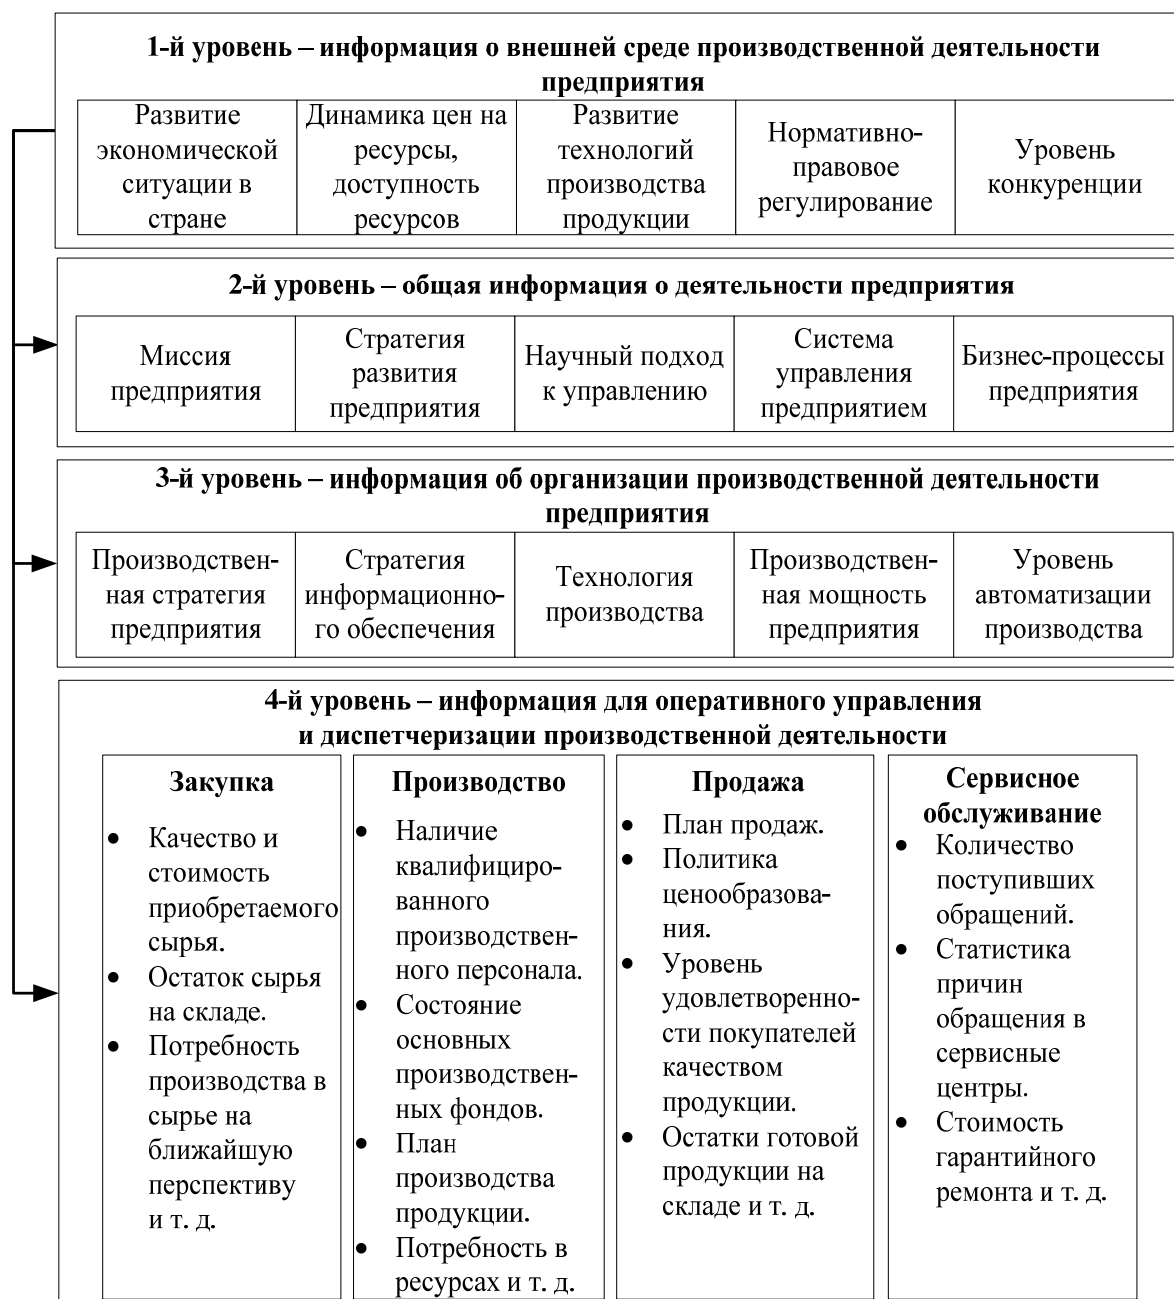 1-й уровень – информация о внешней среде производственной деятельности
предприятия
Развитие
экономической
ситуации в
стране
Динамика цен на
ресурсы,
доступность
ресурсов
Развитие
технологий
производства
продукции
Нормативно-
правовое
регулирование
Уровень
конкуренции
2-й уровень – общая информация о деятельности предприятия
Миссия
предприятия
Стратегия
развития
предприятия
Научный подход
к управлению
Система
управления
предприятием
Бизнес-процессы
предприятия
3-й уровень – информация об организации производственной деятельности
предприятия
Производствен-
ная стратегия
предприятия
Стратегия
информационно-
го обеспечения
Технология
производства
Производствен-
ная мощность
предприятия
Уровень
автоматизации
производства
4-й уровень – информация для оперативного управления
и диспетчеризации производственной деятельности
Закупка
• Качество и
стоимость
приобретаемого
сырья.
• Остаток сырья
на складе.
• Потребность
производства в
сырье на
ближайшую
перспективу
и т. д.
Производство
• Наличие
квалифициро-
ванного
производствен-
ного персонала.
• Состояние
основных
производствен-
ных фондов.
• План
производства
продукции.
• Потребность в
ресурсах и т. д.
Продажа
• План продаж.
• Политика
ценообразова-
ния.
• Уровень
удовлетворенно-
сти покупателей
качеством
продукции.
• Остатки готовой
продукции на
складе и т. д.
Сервисное
обслуживание
• Количество
поступивших
обращений.
• Статистика
причин
обращения в
сервисные
центры.
• Стоимость
гарантийного
ремонта и т. д.